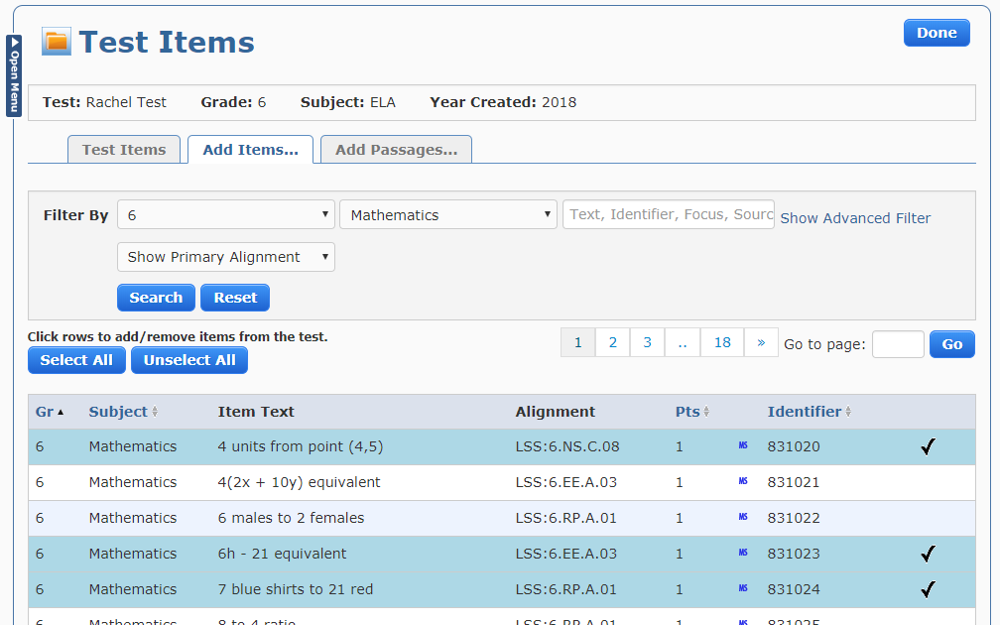 Test Items
Done
Open Menu
Test: Rachel Test Grade: 6 Subject: ELA Year Created: 2018
Test Items Add Items... Add Passages...
Filter By 6 Mathematics Text, Identifier, Focus, Sourc Show Advanced Filter
Show Primary Alignment
Search Reset
Click rows to add/remove items from the test.
Select All Unselect All
1 2 3 .. 18 » Go to page: Go
Gr Subject Item Text Alignment Pts Identifier
6 Mathematics 4 units from point (4,5) LSS:6.NS.C.08 1 MS 831020
6 Mathematics 4(2x + 10y) equivalent LSS:6.EE.A.03 1 MS 831021
6 Mathematics 6 males to 2 females LSS:6.RP.A.01 1 MS 831022
6 Mathematics 6h - 21 equivalent LSS:6.EE.A.03 1 MS 831023
6 Mathematics 7 blue shirts to 21 red LSS:6.RP.A.01 1 MS 831024
6 Mathematics 8 to 4 ratio LSS:6.RP.A.01 1 MS 831025